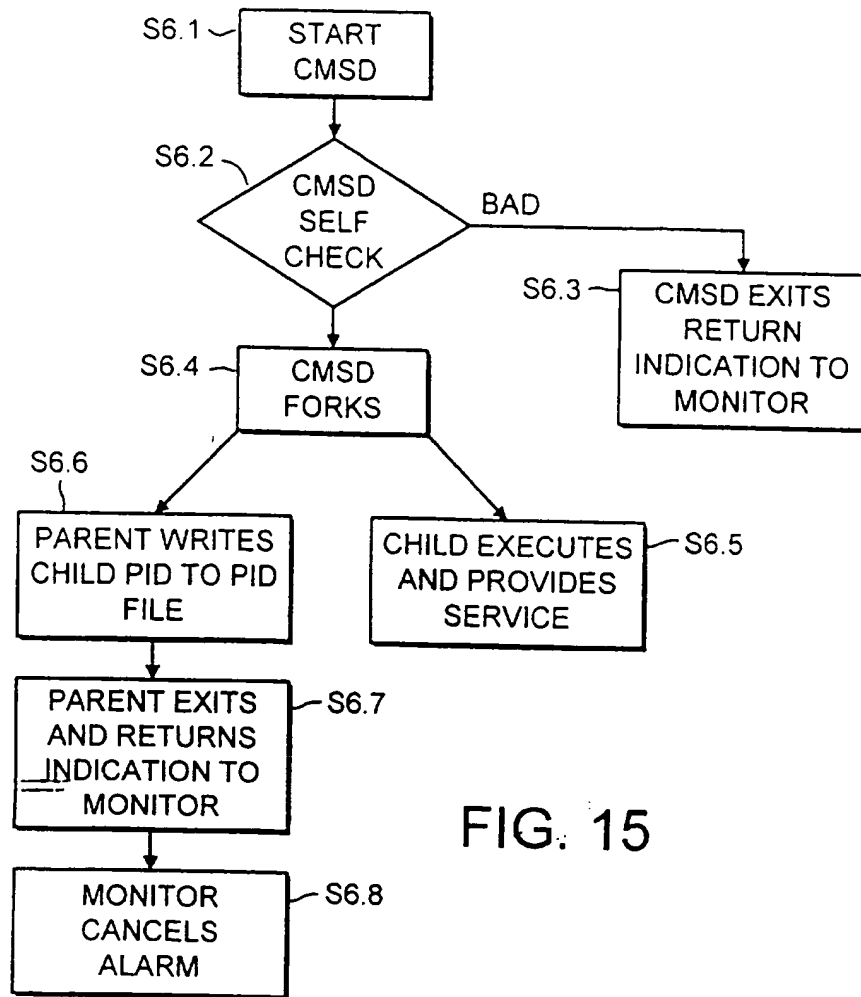 S6.1
START
CMSD
S6.2
CMSD
SELF
CHECK
BAD
S6.3
CMSD EXITS
RETURN
INDICATION TO
MONITOR
S6.4
CMSD
FORKS
S6.6
PARENT WRITES
CHILD PID TO PID
FILE
CHILD EXECUTES
AND PROVIDES
SERVICE
S6.5
PARENT EXITS
AND RETURNS
INDICATION TO
MONITOR
S6.7
FIG. 15
MONITOR
CANCELS
ALARM
S6.8